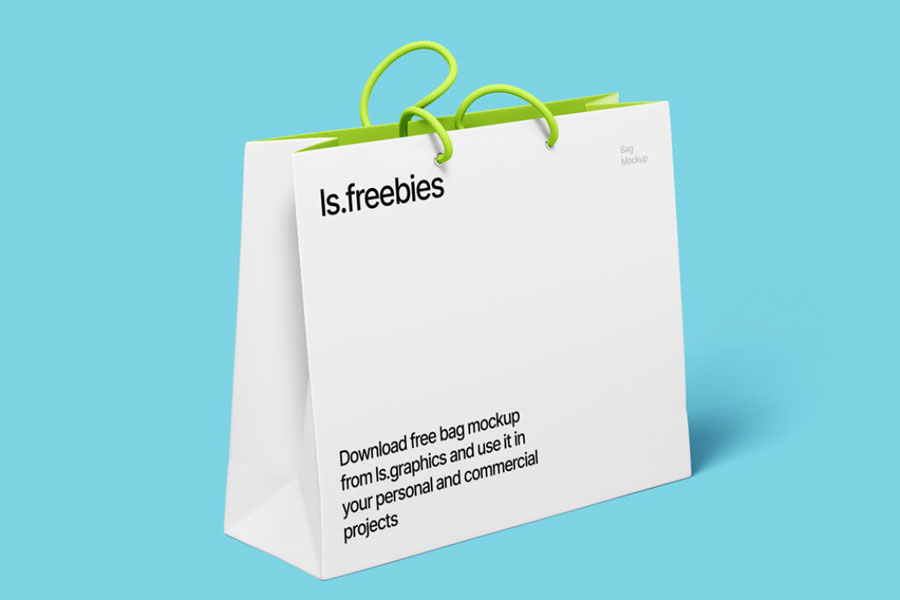 ls.freebies
Bag
Mockup
Download free bag mockup
from ls.graphics and use it in
your personal and commercial
projects